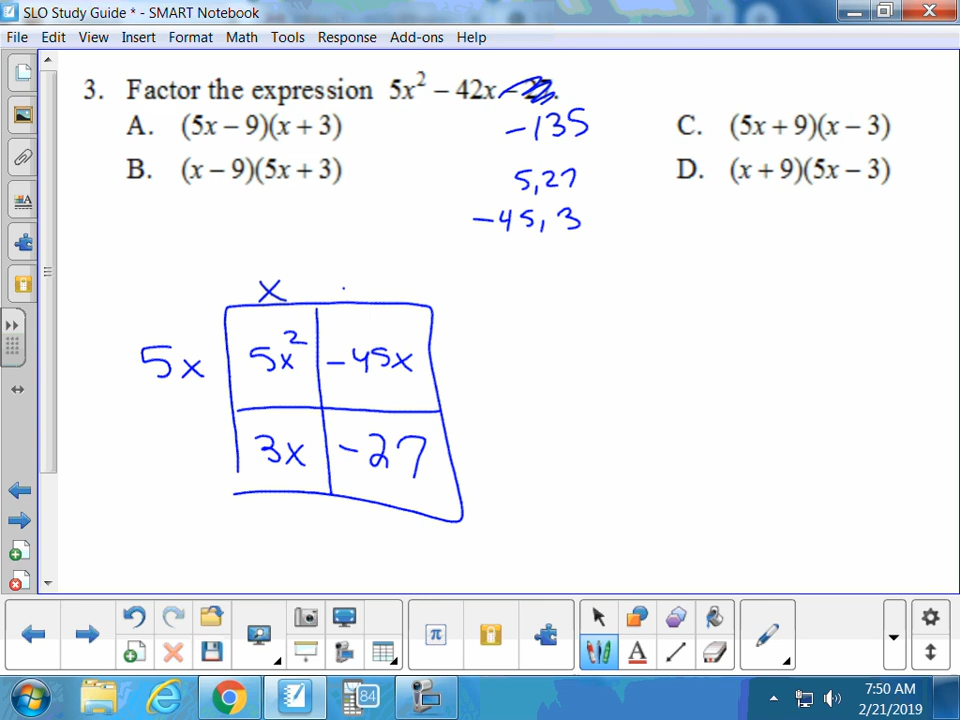 SLO Study Guide * - SMART Notebook
File Edit View Insert Format Math Tools Response Add-ons Help
3. Factor the expression 5x² – 42x –
A. (5x – 9)(x + 3)
B. (x – 9)(5x + 3)
C. (5x + 9)(x – 3)
D. (x + 9)(5x – 3)
-135
5,27
-45, 3
x
5x
5x² -45x
3x -27
π
84
A
7:50 AM
2/21/2019